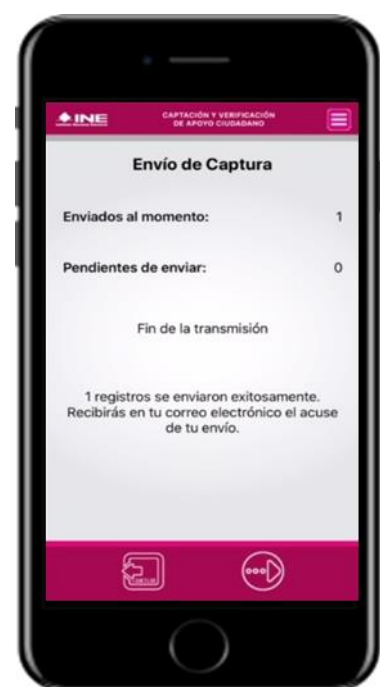 INE
CAPTACIÓN Y VERIFICACIÓN
DE APOYO CIUDADANO
Envío de Captura
Enviados al momento: 1
Pendientes de enviar: 0
Fin de la transmisión
1 registros se enviaron exitosamente.
Recibirás en tu correo electrónico el acuse
de tu envío.